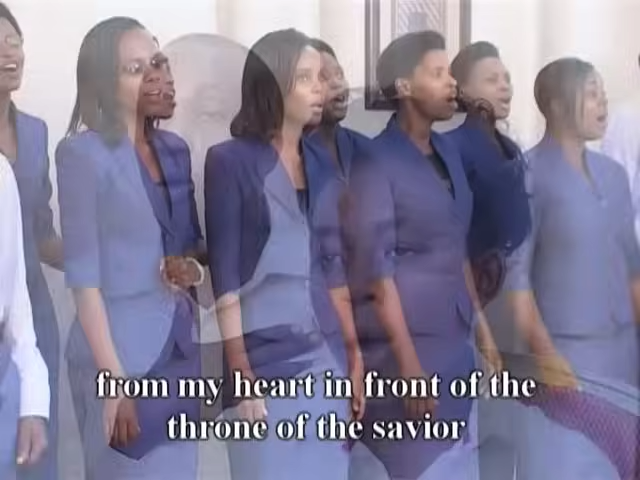 from my heart in front of the
throne of the savior